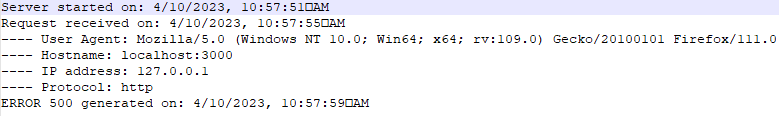 Server started on: 4/10/2023, 10:57:51□AM
Request received on: 4/10/2023, 10:57:55□AM
---- User Agent: Mozilla/5.0 (Windows NT 10.0; Win64; x64; rv:109.0) Gecko/20100101 Firefox/111.0
---- Hostname: localhost:3000
---- IP address: 127.0.0.1
---- Protocol: http
ERROR 500 generated on: 4/10/2023, 10:57:59□AM